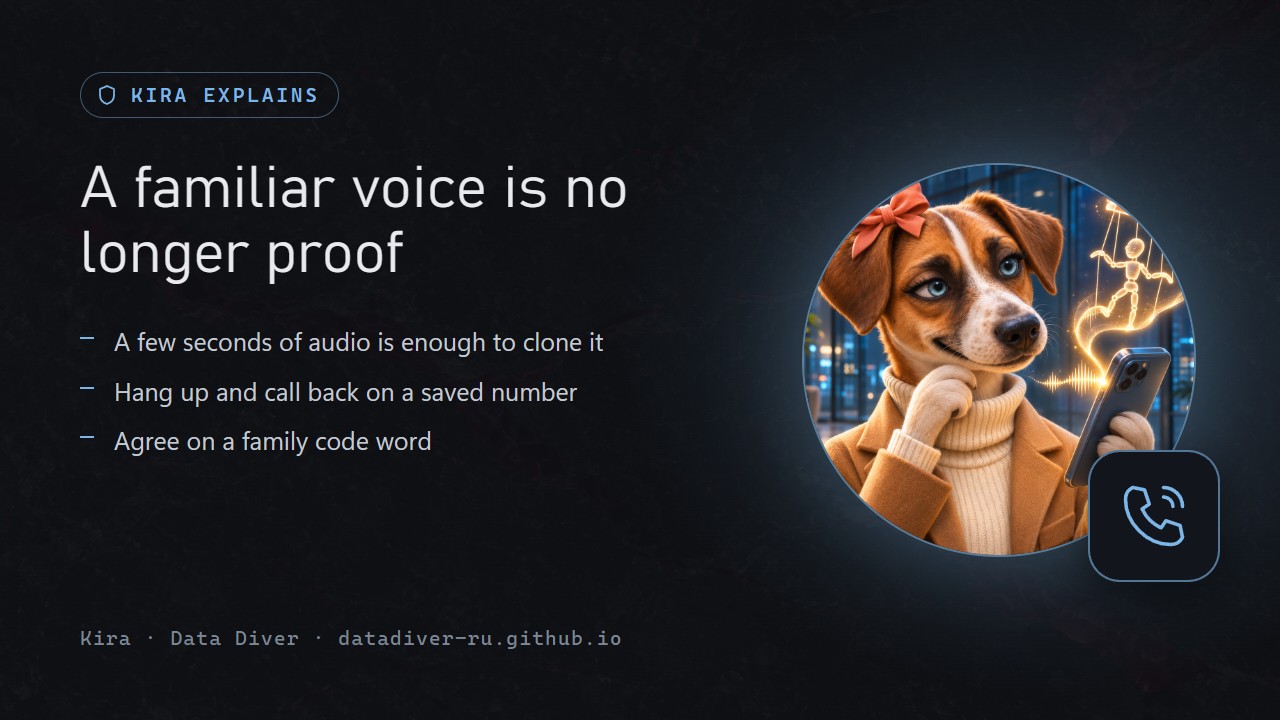 KIRA EXPLAINS
A familiar voice is no
longer proof
A few seconds of audio is enough to clone it
Hang up and call back on a saved number
Agree on a family code word
Kira · Data Diver · datadiver-ru.github.io